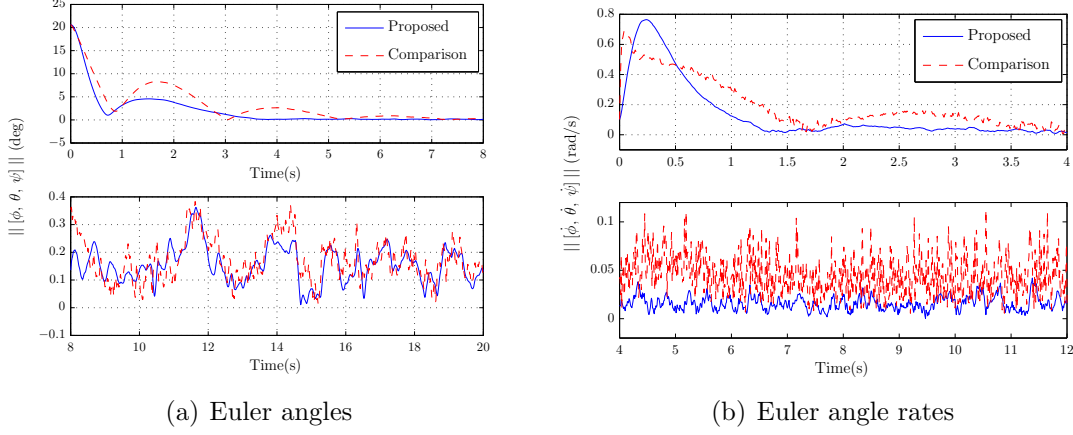 25
20
15
10
5
0
−5
0 1 2 3 4 5 6 7 8
Time(s)
Proposed
Comparison
|| [ϕ, θ, ψ] || (deg)
0.4
0.3
0.2
0.1
0
−0.1
8 10 12 14 16 18 20
Time(s)
(a) Euler angles
0.8
0.6
0.4
0.2
0
0 0.5 1 1.5 2 2.5 3 3.5 4
Time(s)
Proposed
Comparison
|| [ϕ̇, θ̇, ψ̇] || (rad/s)
0.1
0.05
0
4 5 6 7 8 9 10 11 12
Time(s)
(b) Euler angle rates